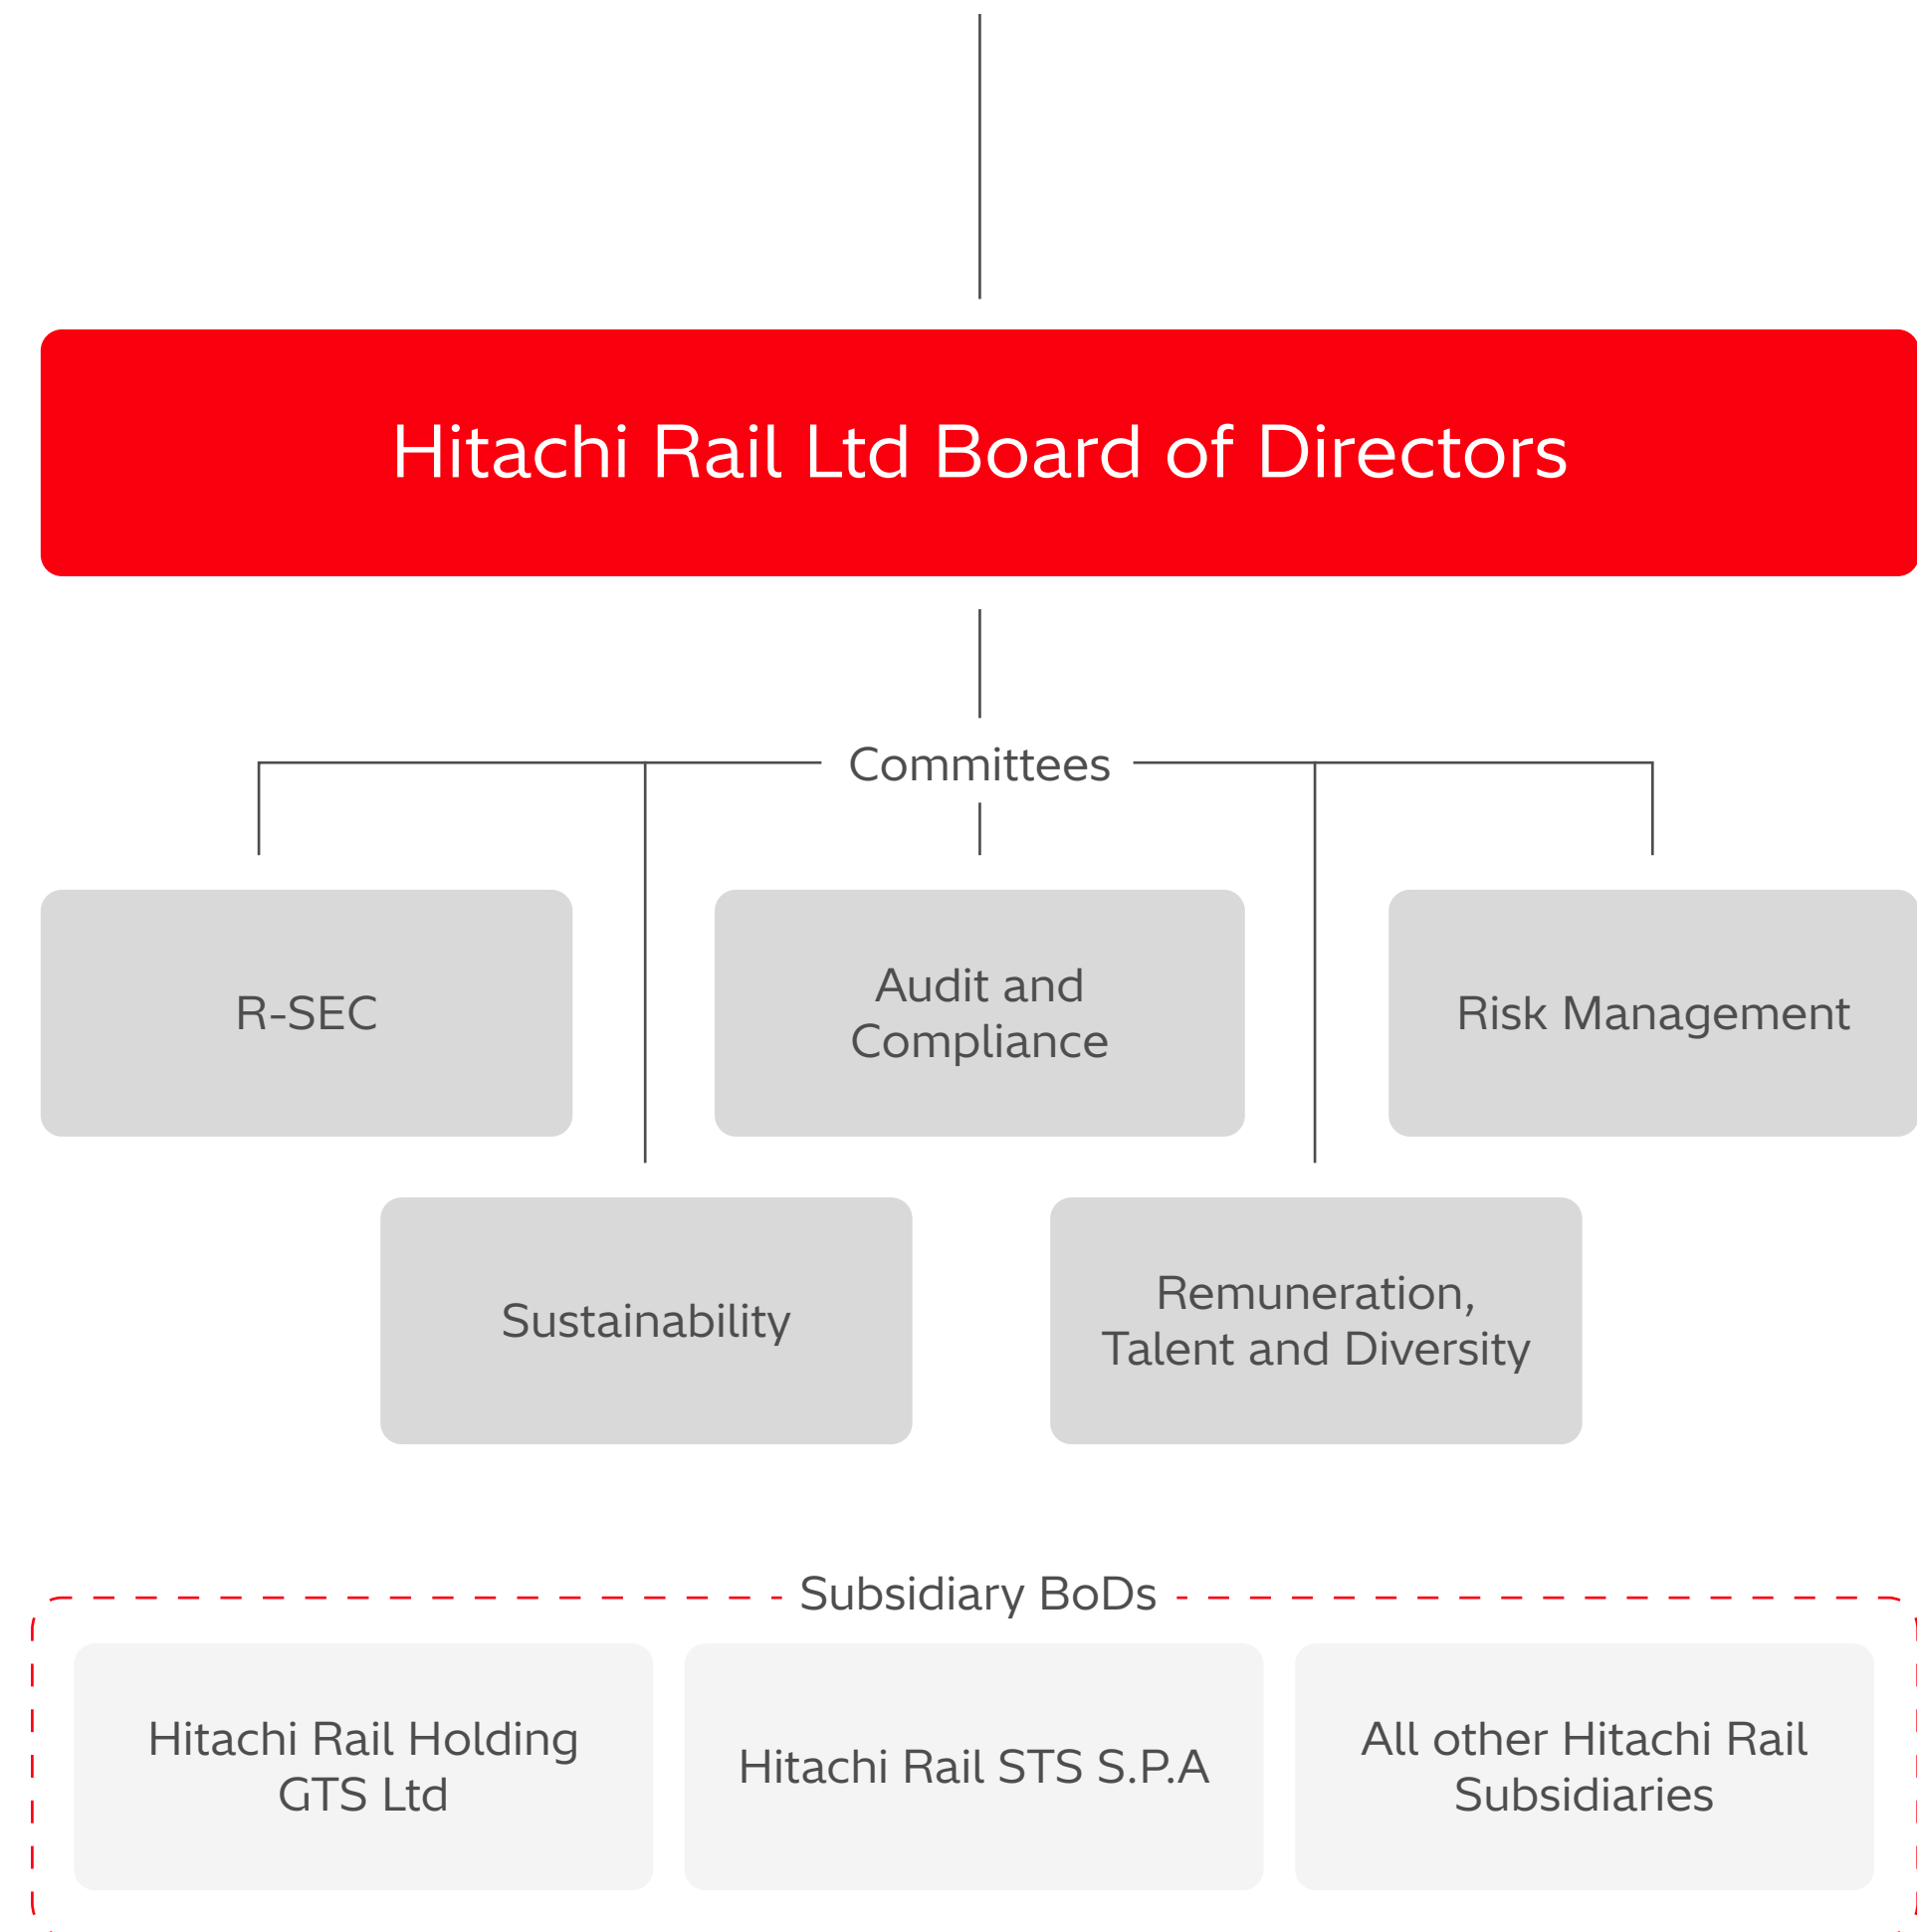 Hitachi Rail Ltd Board of Directors
Committees
R-SEC
Audit and
Compliance
Risk Management
Sustainability
Remuneration,
Talent and Diversity
Subsidiary BoDs
Hitachi Rail Holding
GTS Ltd
Hitachi Rail STS S.P.A
All other Hitachi Rail
Subsidiaries